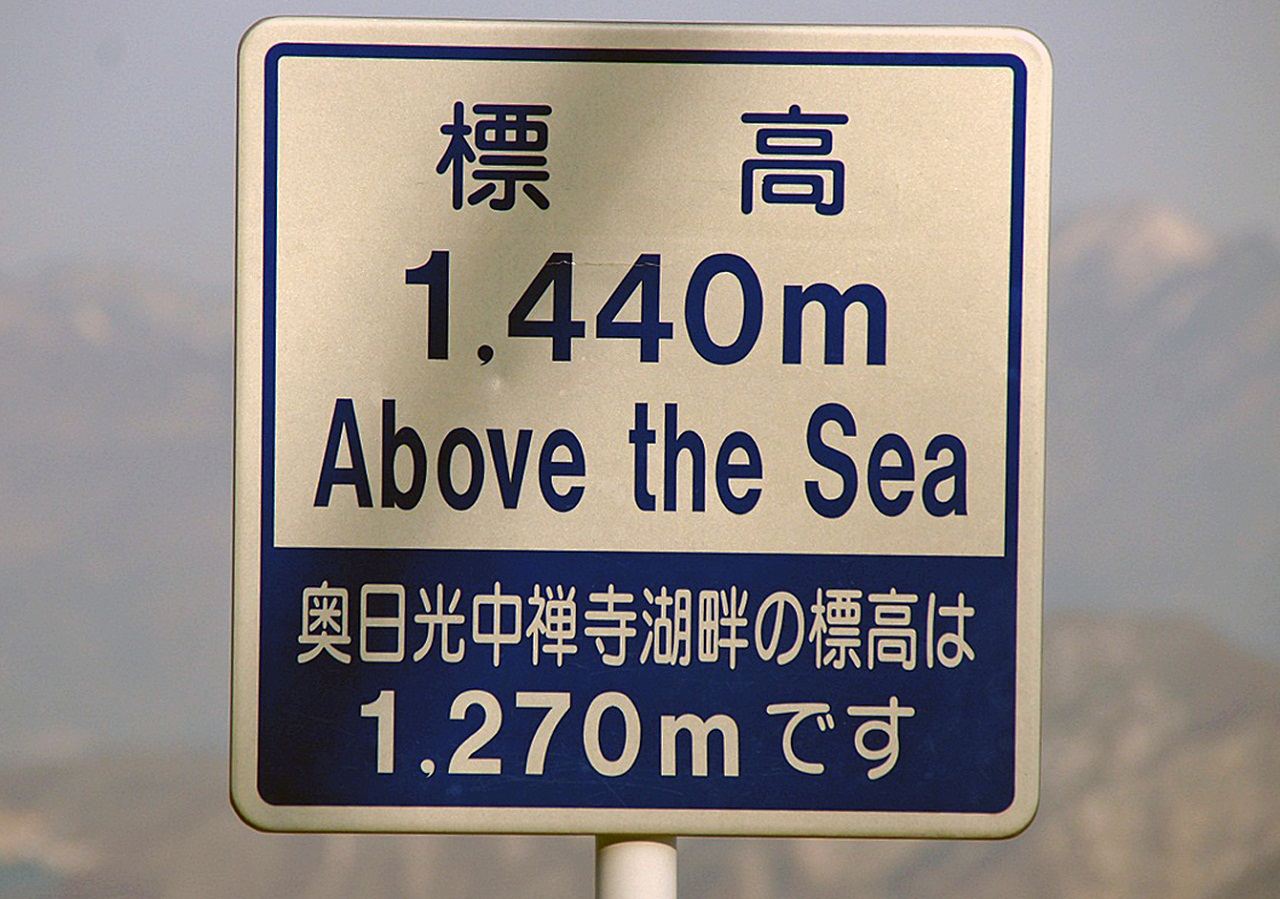 標 高
1,440m
Above the Sea
奥日光中禅寺湖畔の標高は
1,270mです